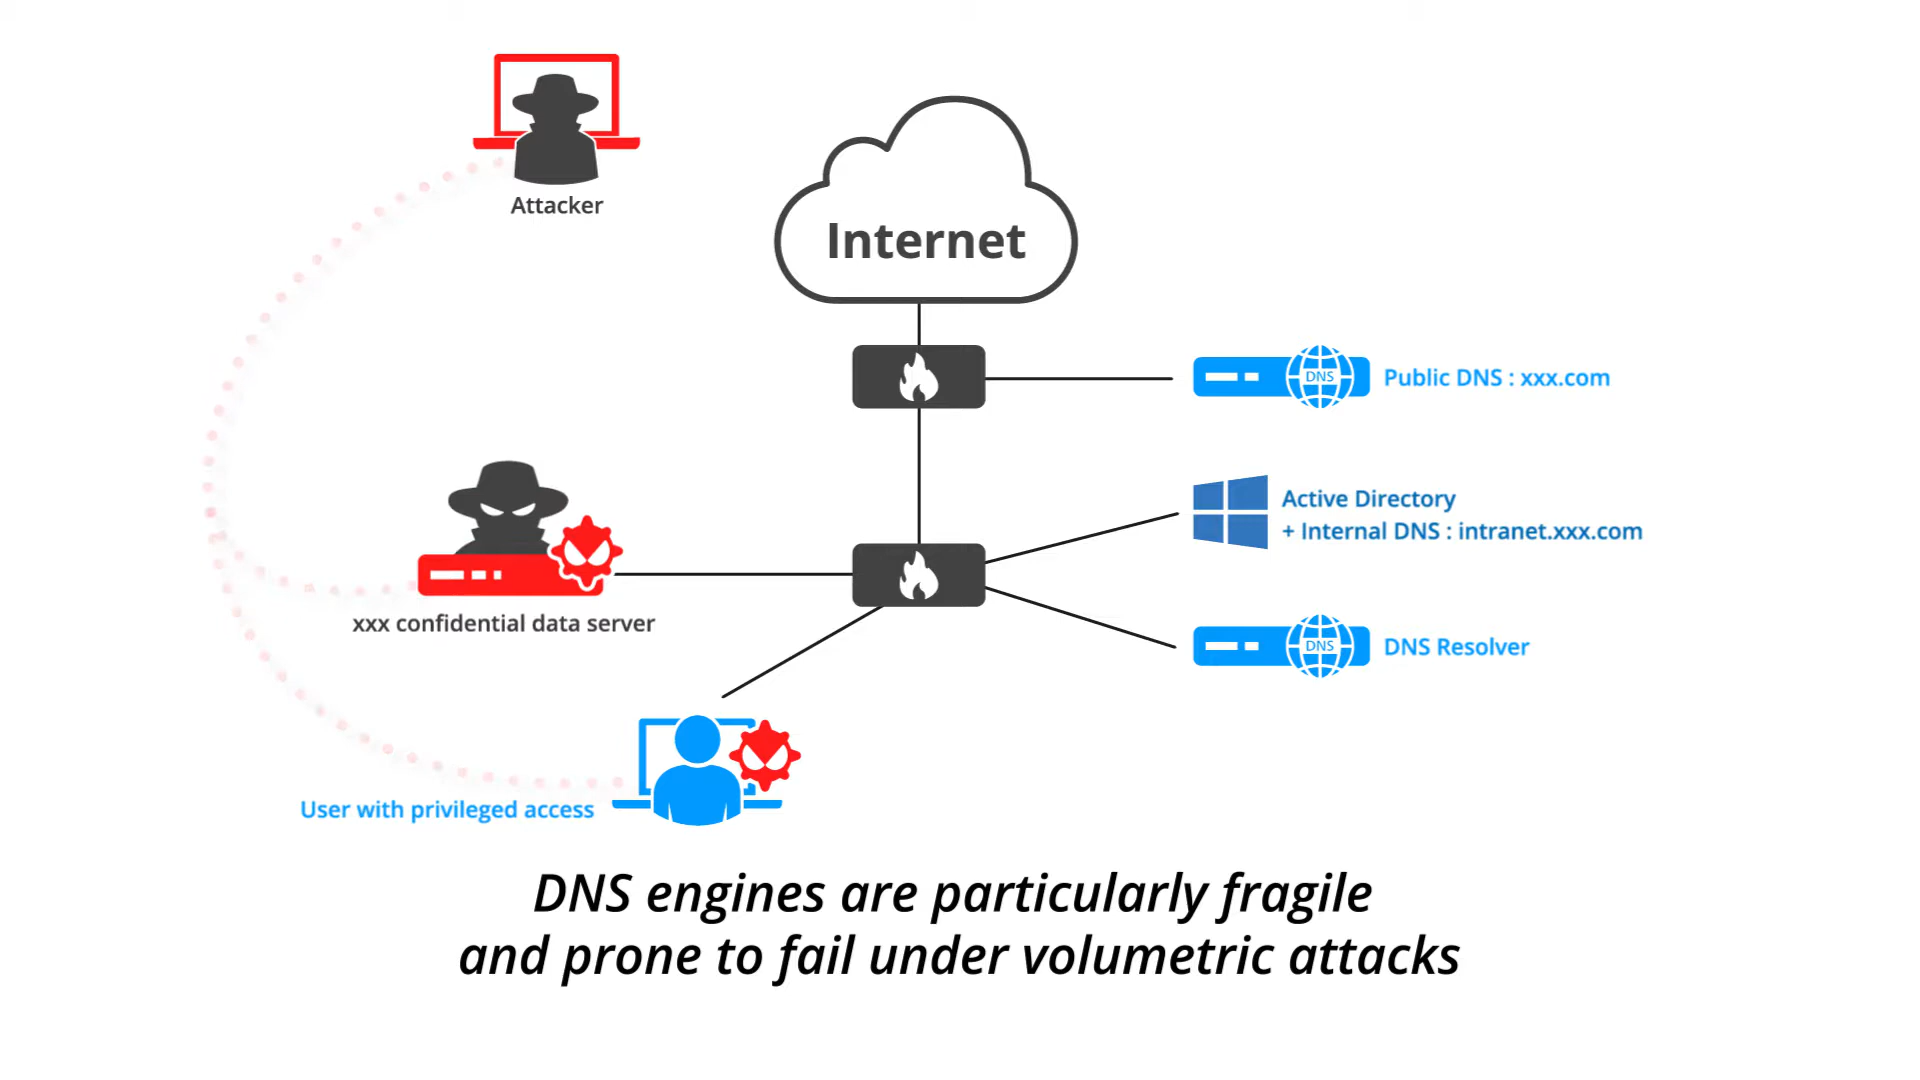 Attacker
Internet
DNS
Public DNS : xxx.com
Active Directory
+ Internal DNS : intranet.xxx.com
xxx confidential data server
DNS
DNS Resolver
User with privileged access
DNS engines are particularly fragile
and prone to fail under volumetric attacks